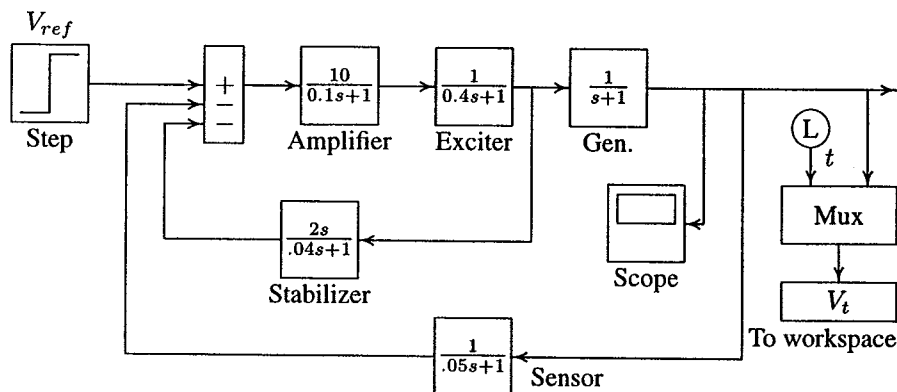 V_ref
Step
+
−
−
10
0.1s+1
Amplifier
1
0.4s+1
Exciter
1
s+1
Gen.
L
t
Mux
V_t
To workspace
Scope
2s
.04s+1
Stabilizer
1
.05s+1
Sensor